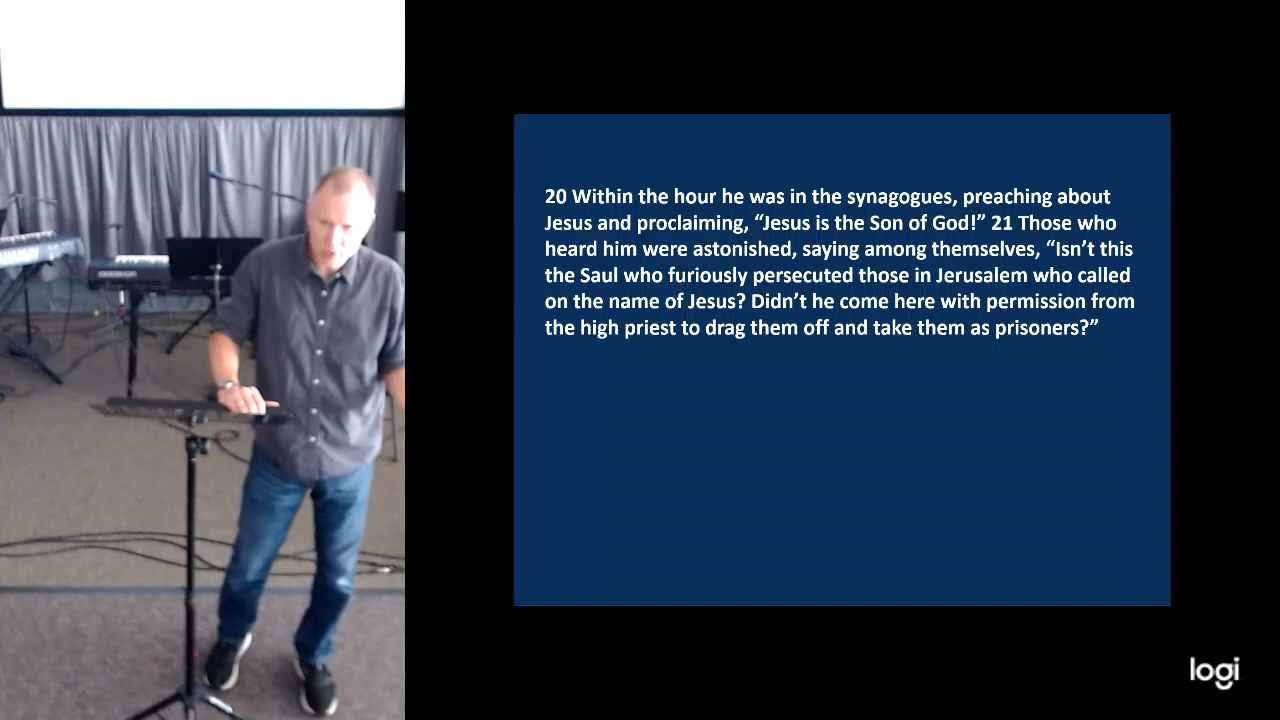 20 Within the hour he was in the synagogues, preaching about
Jesus and proclaiming, “Jesus is the Son of God!” 21 Those who
heard him were astonished, saying among themselves, “Isn’t this
the Saul who furiously persecuted those in Jerusalem who called
on the name of Jesus? Didn’t he come here with permission from
the high priest to drag them off and take them as prisoners?”
logi